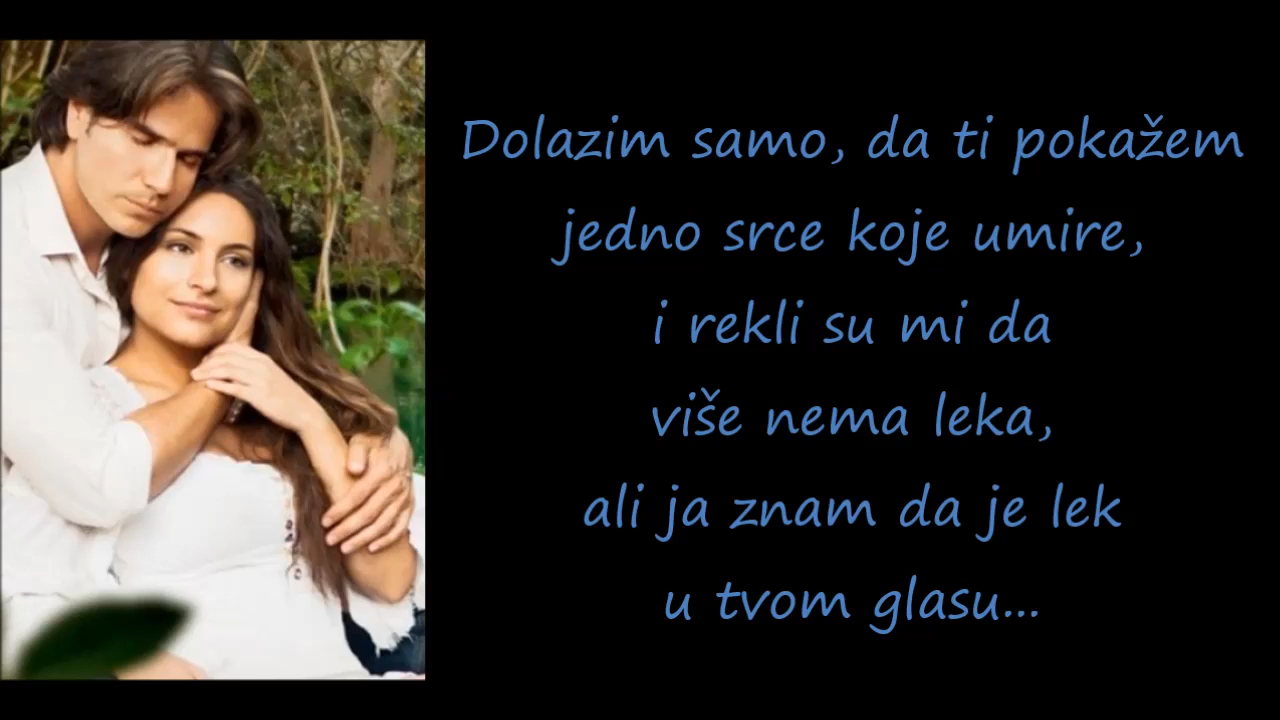 Dolazim samo, da ti pokažem
jedno srce koje umire,
i rekli su mi da
više nema leka,
ali ja znam da je lek
u tvom glasu...